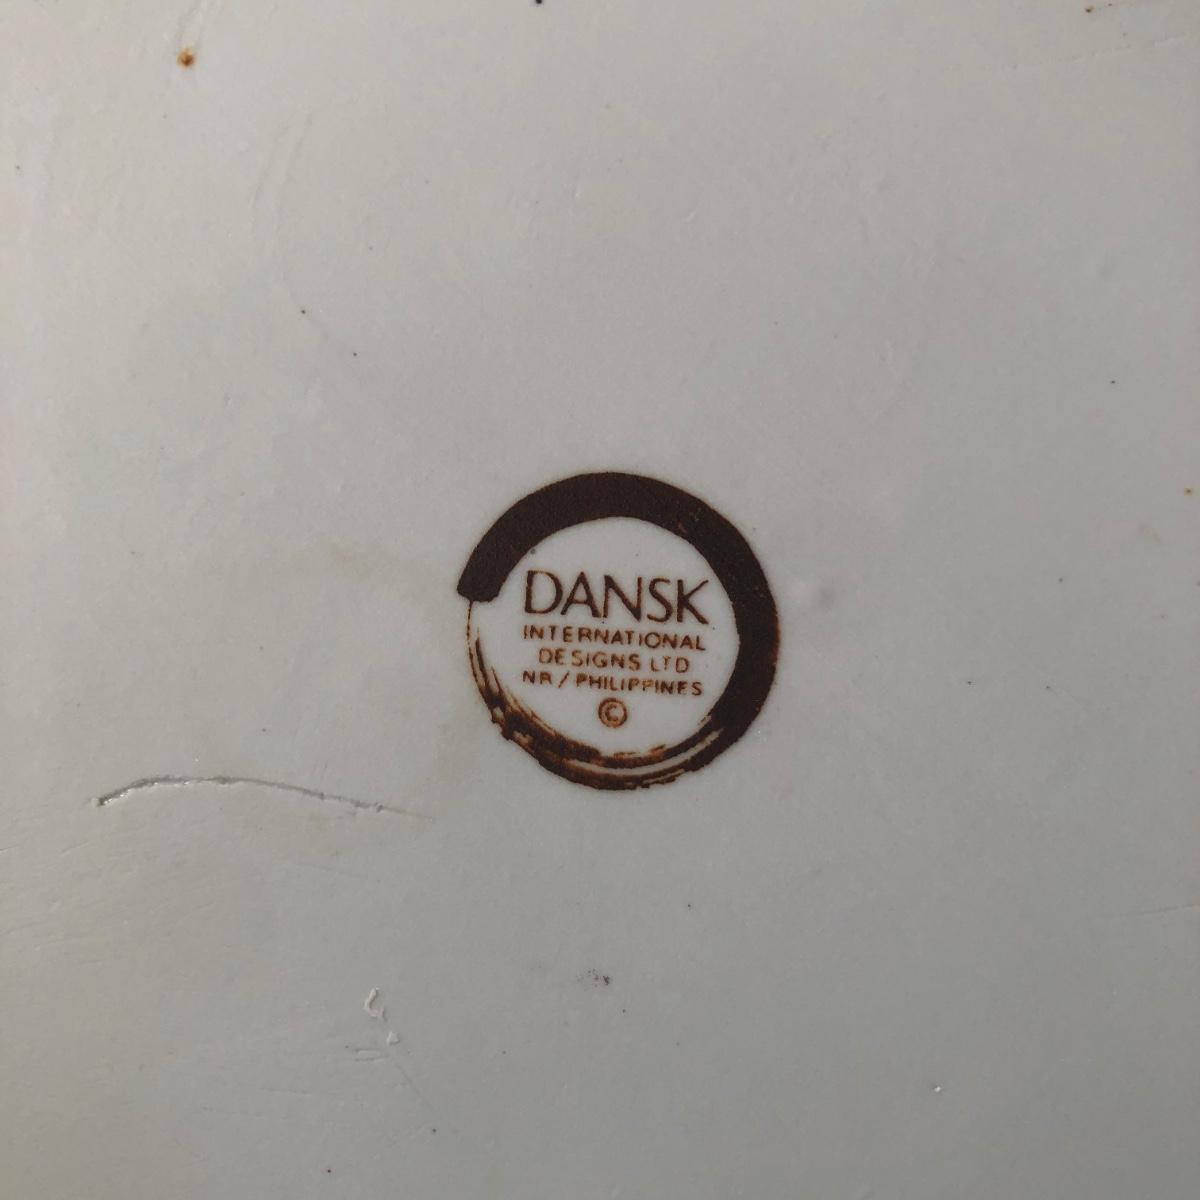 DANSK
INTERNATIONAL
DESIGNS LTD
NR / PHILIPPINES
©